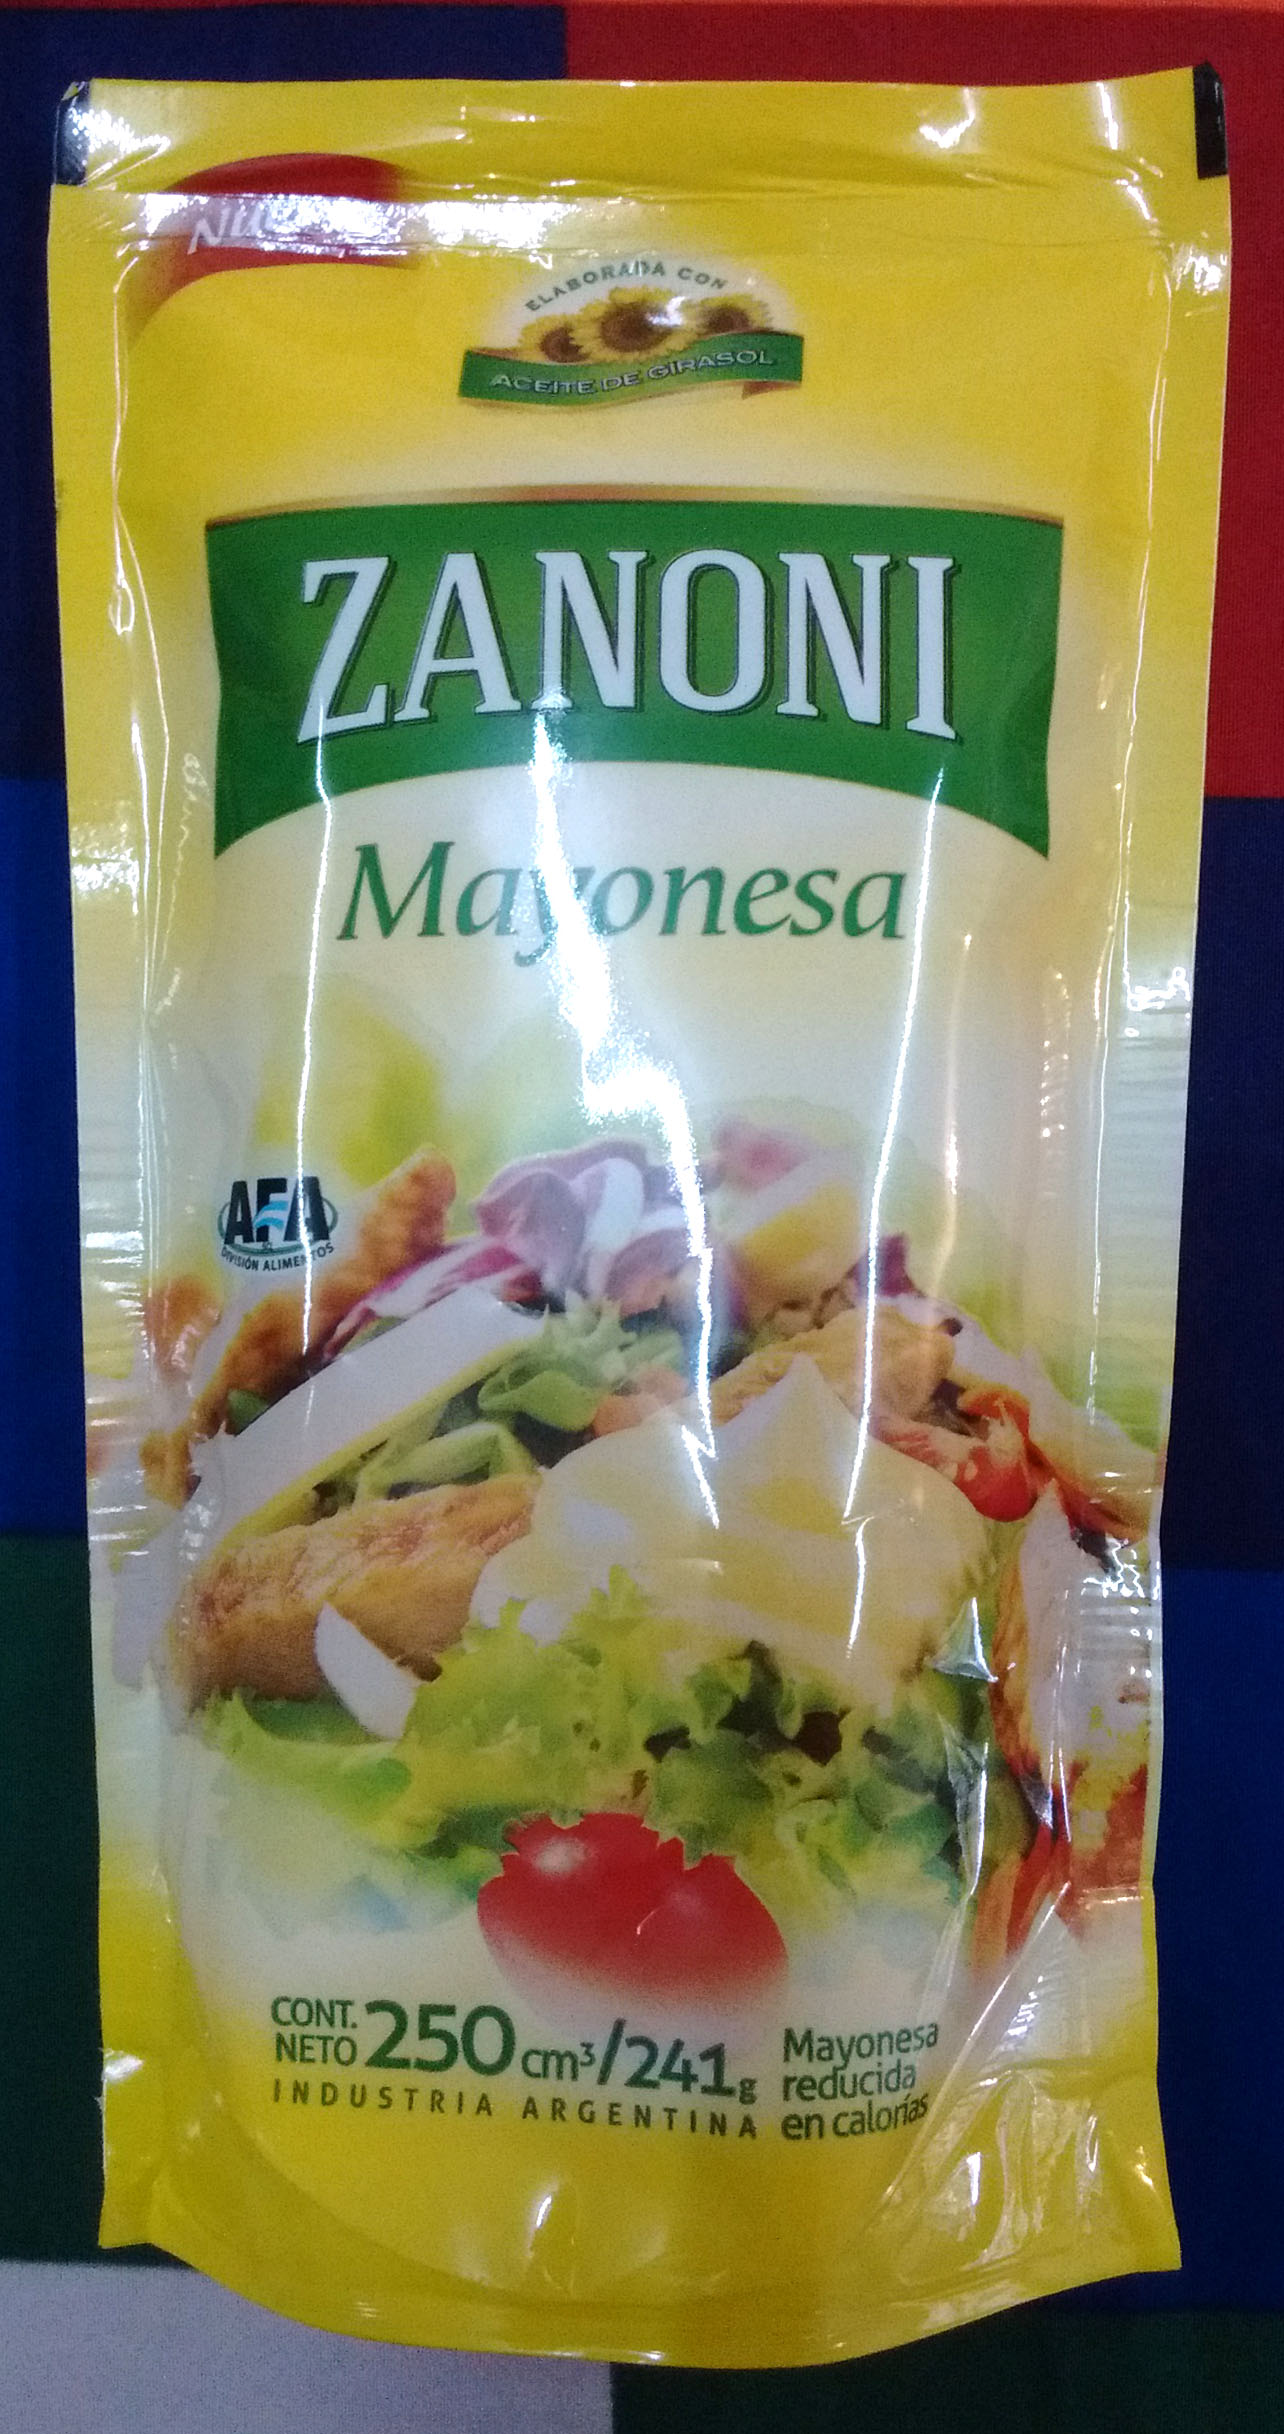 ELABORADA CON
ACEITE DE GIRASOL
ZANONI
Mayonesa
AFA
DIVISIÓN ALIMENTOS
CONT.
NETO 250 cm³/241g
INDUSTRIA ARGENTINA
Mayonesa
reducida
en calorías